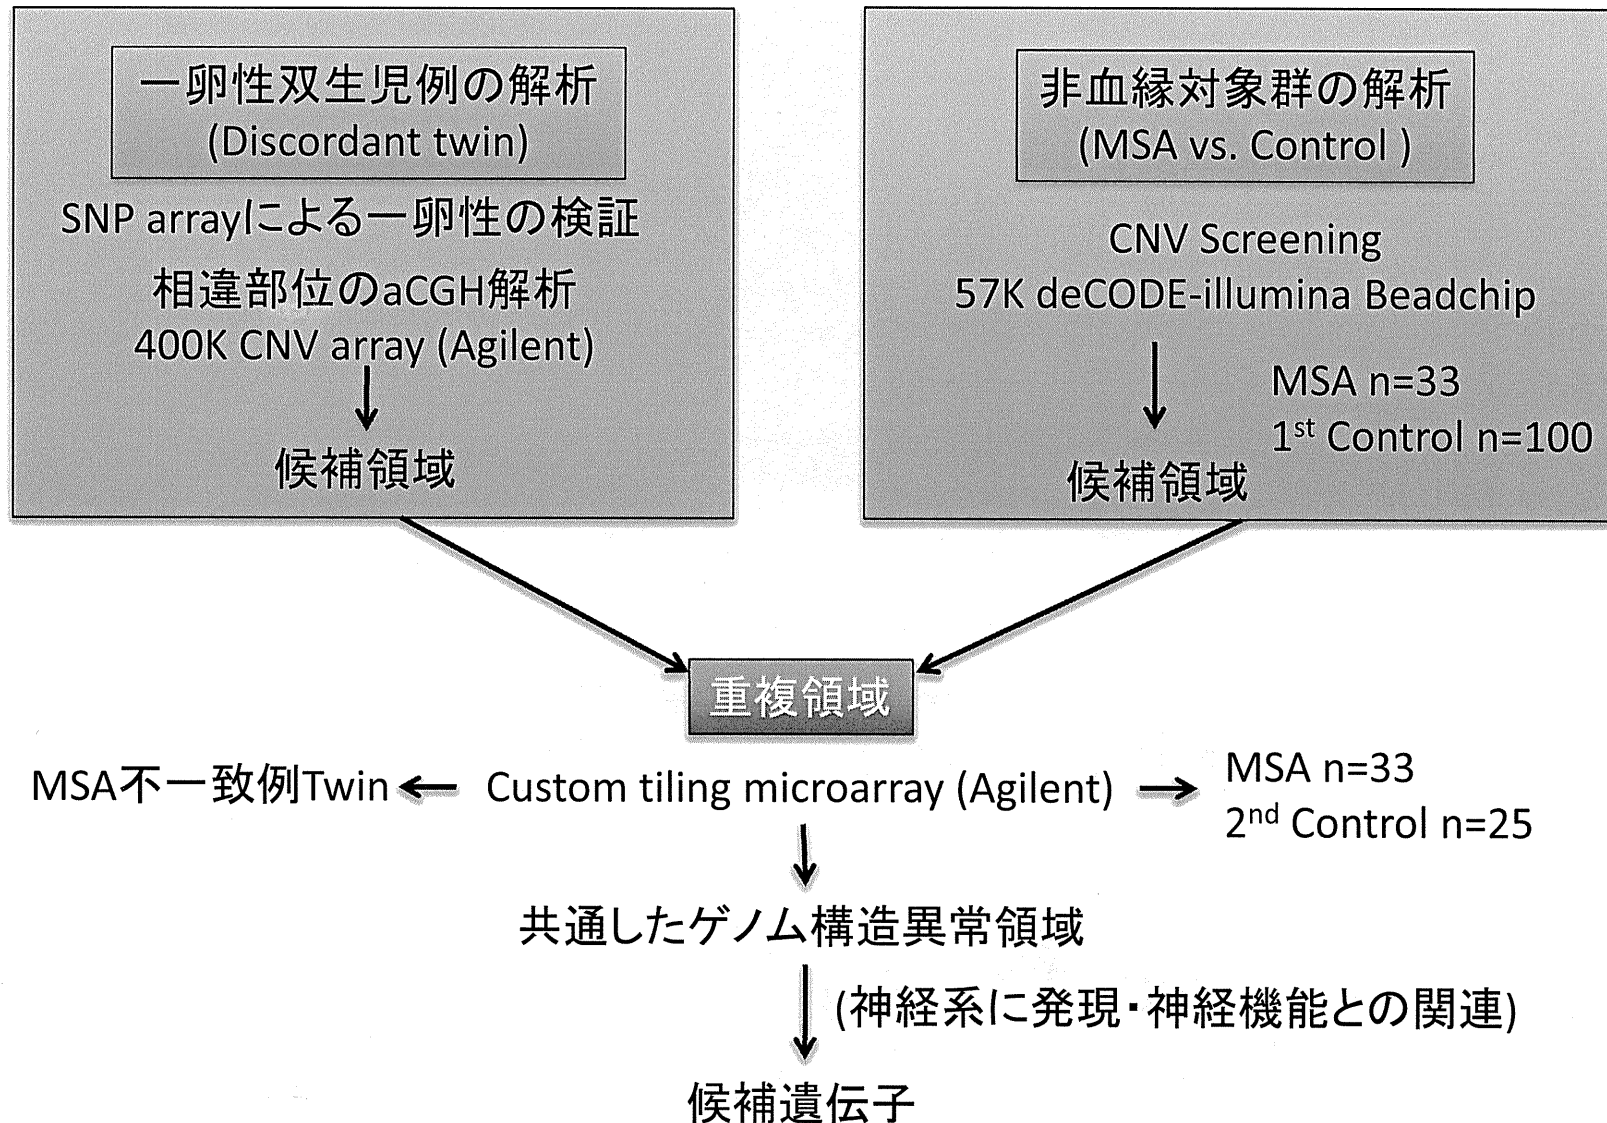 一卵性双生児例の解析
(Discordant twin)
SNP arrayによる一卵性の検証
相違部位のaCGH解析
400K CNV array (Agilent)
候補領域
非血縁対象群の解析
(MSA vs. Control )
CNV Screening
57K deCODE-illumina Beadchip
MSA n=33
1st Control n=100
候補領域
重複領域
MSA不一致例Twin
Custom tiling microarray (Agilent)
MSA n=33
2nd Control n=25
共通したゲノム構造異常領域
(神経系に発現・神経機能との関連)
候補遺伝子